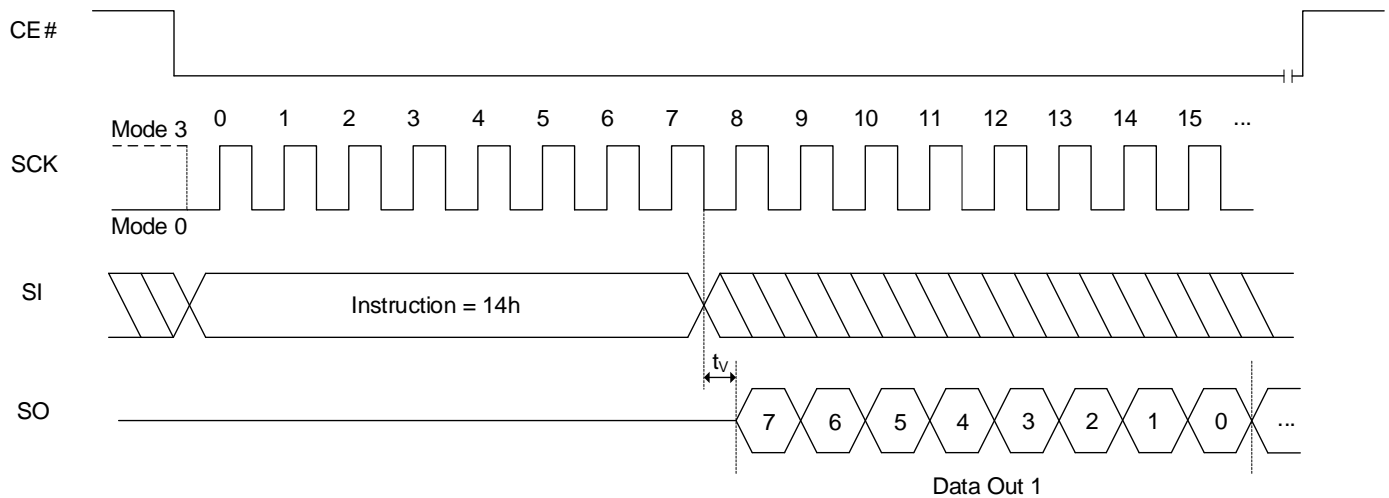 CE#
0 1 2 3 4 5 6 7 8 9 10 11 12 13 14 15 ...
Mode 3
SCK
Mode 0
SI
Instruction = 14h
tV
SO
7 6 5 4 3 2 1 0 ...
Data Out 1